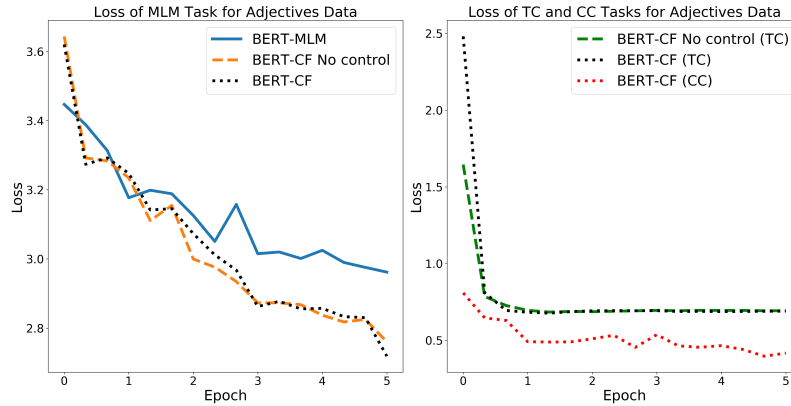 Loss of MLM Task for Adjectives Data
BERT-MLM
BERT-CF No control
BERT-CF
3.6
3.4
3.2
3.0
2.8
Loss
0 1 2 3 4 5
Epoch
Loss of TC and CC Tasks for Adjectives Data
BERT-CF No control (TC)
BERT-CF (TC)
BERT-CF (CC)
2.5
2.0
1.5
1.0
0.5
Loss
0 1 2 3 4 5
Epoch